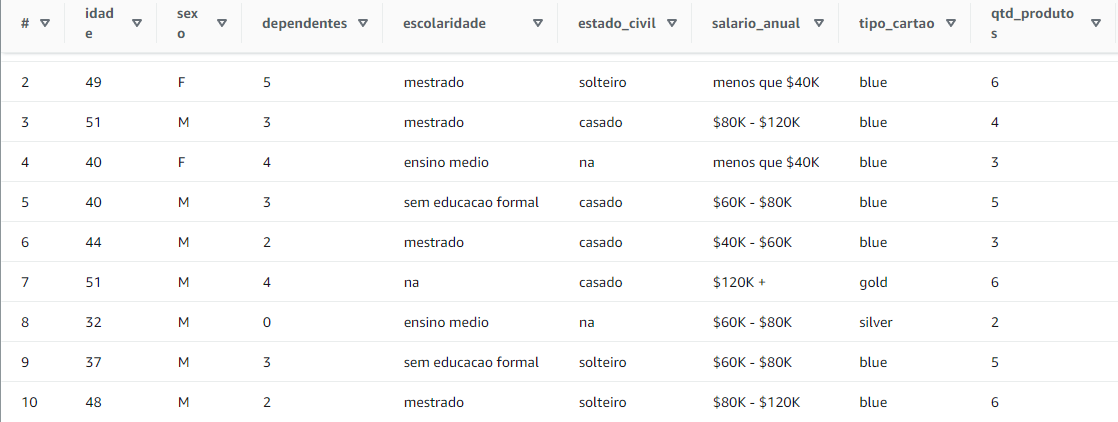 # idade sexo dependentes escolaridade estado_civil salario_anual tipo_cartao qtd_produtos
2 49 F 5 mestrado solteiro menos que $40K blue 6
3 51 M 3 mestrado casado $80K - $120K blue 4
4 40 F 4 ensino medio na menos que $40K blue 3
5 40 M 3 sem educacao formal casado $60K - $80K blue 5
6 44 M 2 mestrado casado $40K - $60K blue 3
7 51 M 4 na casado $120K + gold 6
8 32 M 0 ensino medio na $60K - $80K silver 2
9 37 M 3 sem educacao formal solteiro $60K - $80K blue 5
10 48 M 2 mestrado solteiro $80K - $120K blue 6